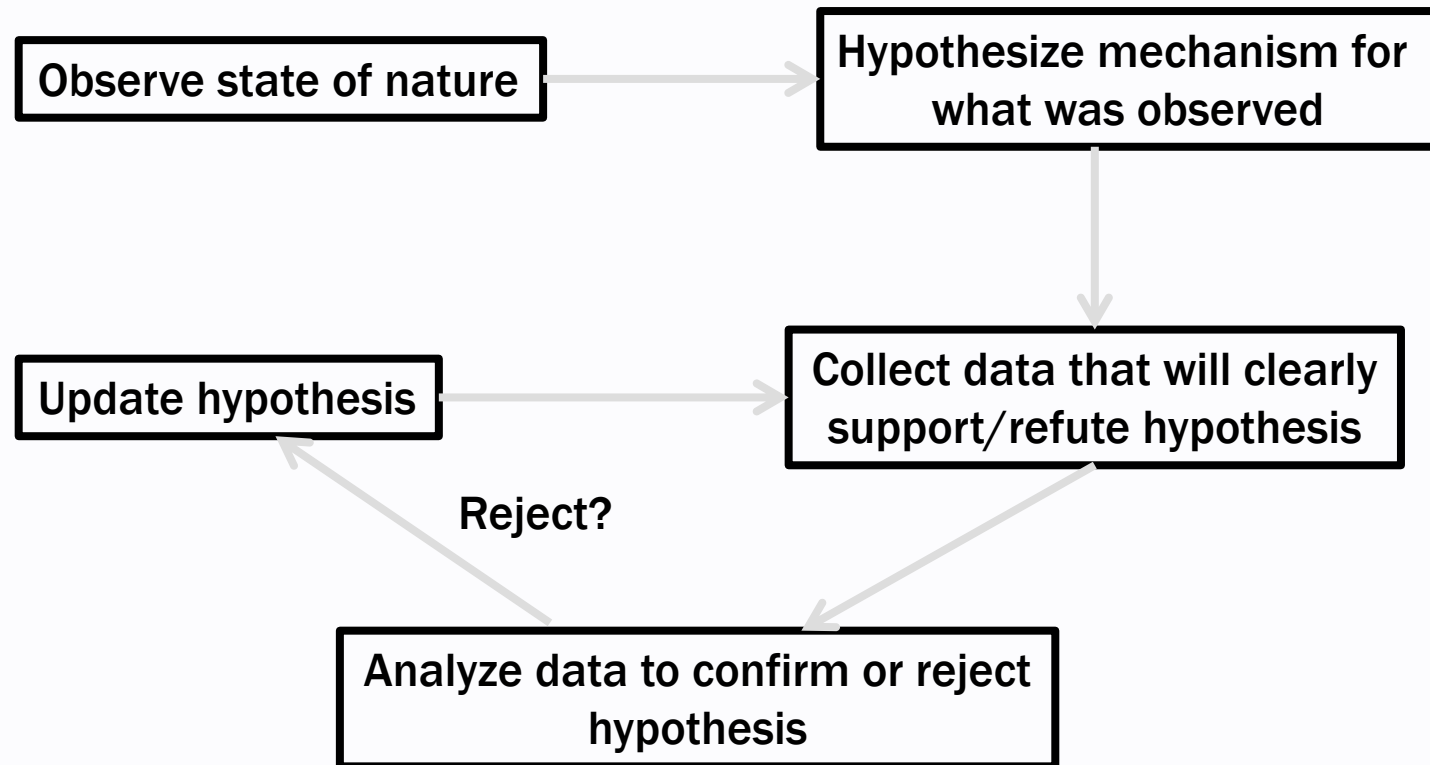 Observe state of nature
Hypothesize mechanism for
what was observed
Update hypothesis
Collect data that will clearly
support/refute hypothesis
Reject?
Analyze data to confirm or reject
hypothesis